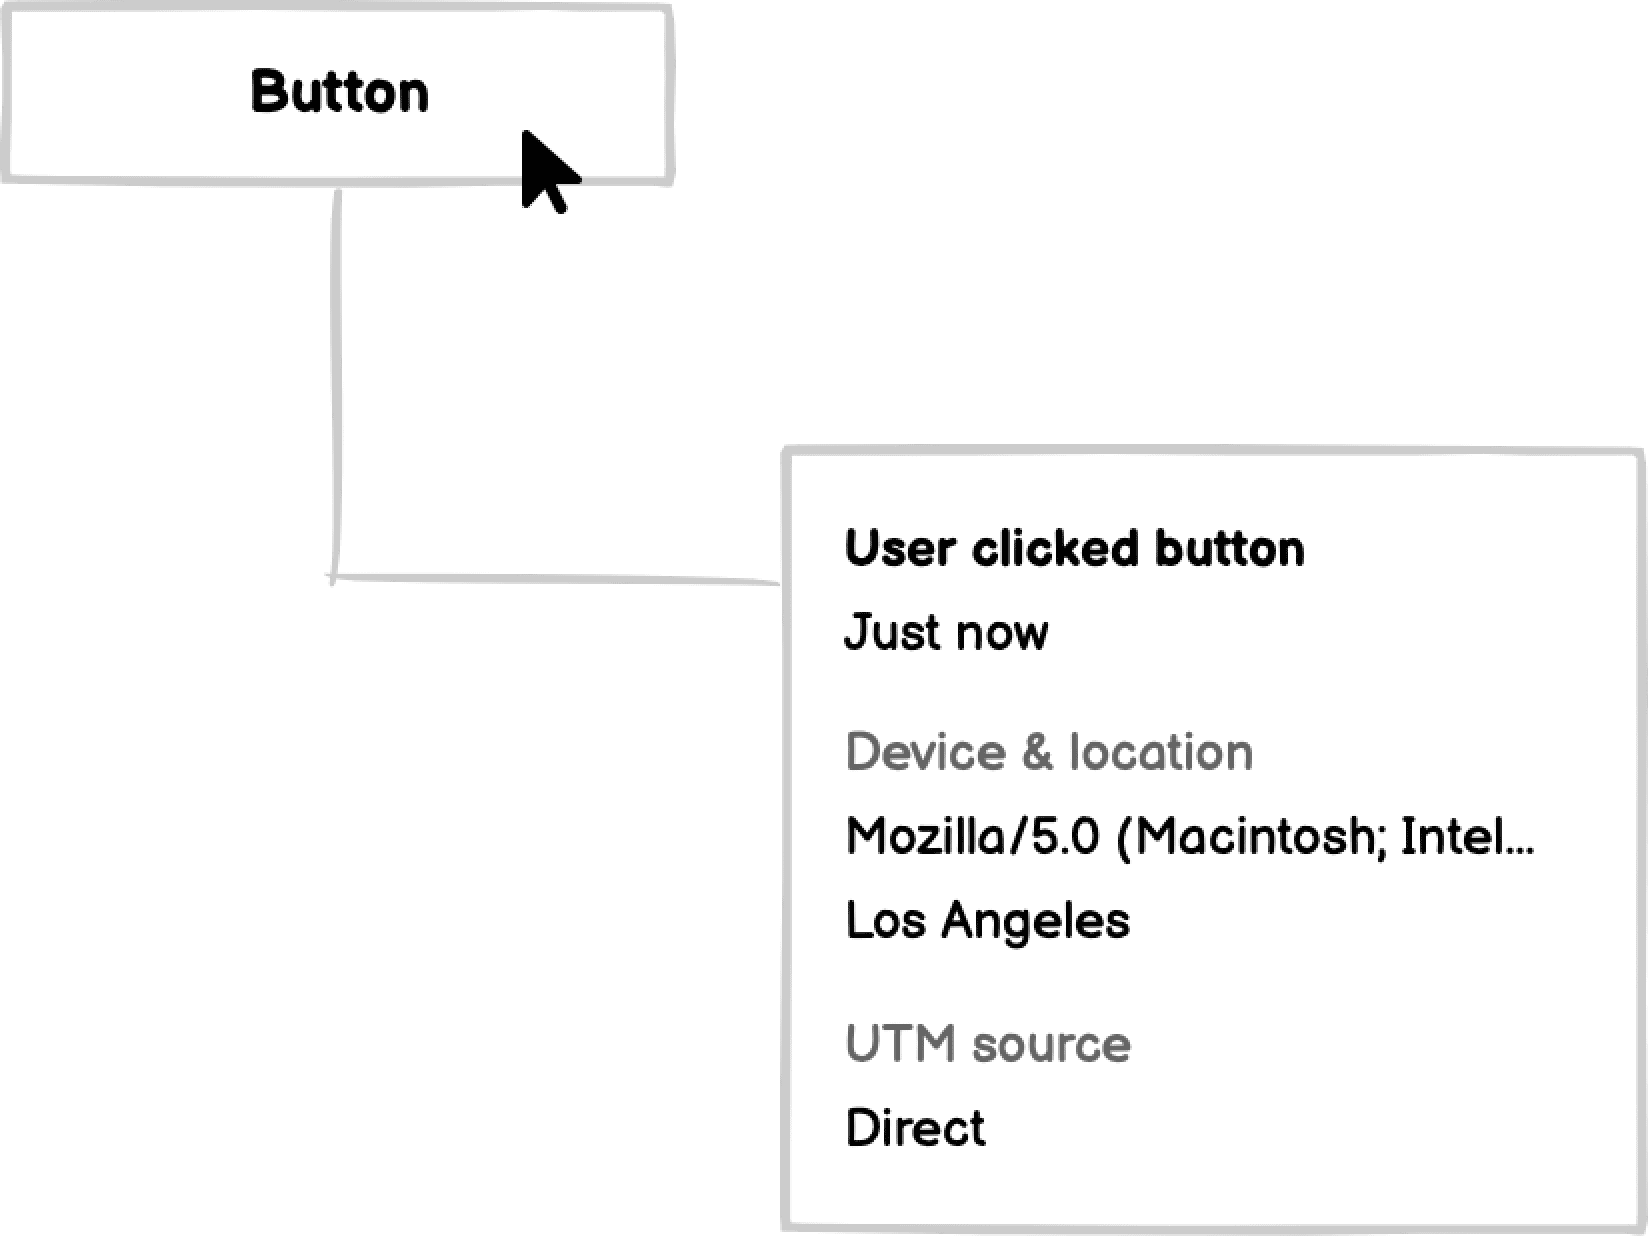 Button
User clicked button
Just now
Device & location
Mozilla/5.0 (Macintosh; Intel...
Los Angeles
UTM source
Direct